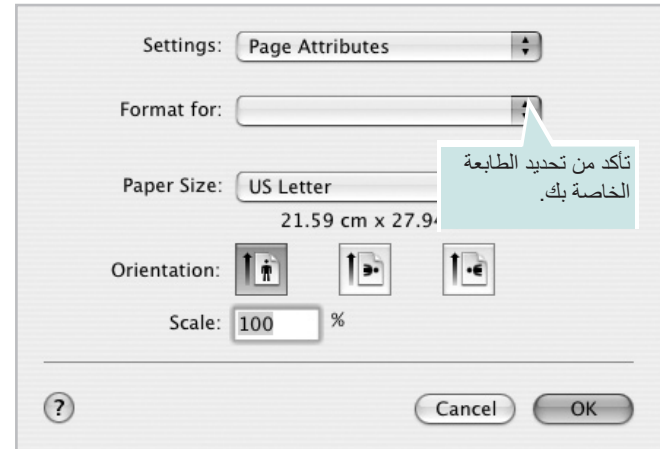 Settings: Page Attributes
Format for:
تأكد من تحديد الطابعة
الخاصة بك.
Paper Size: US Letter
21.59 cm x 27.94
Orientation:
Scale: 100 %
? Cancel OK